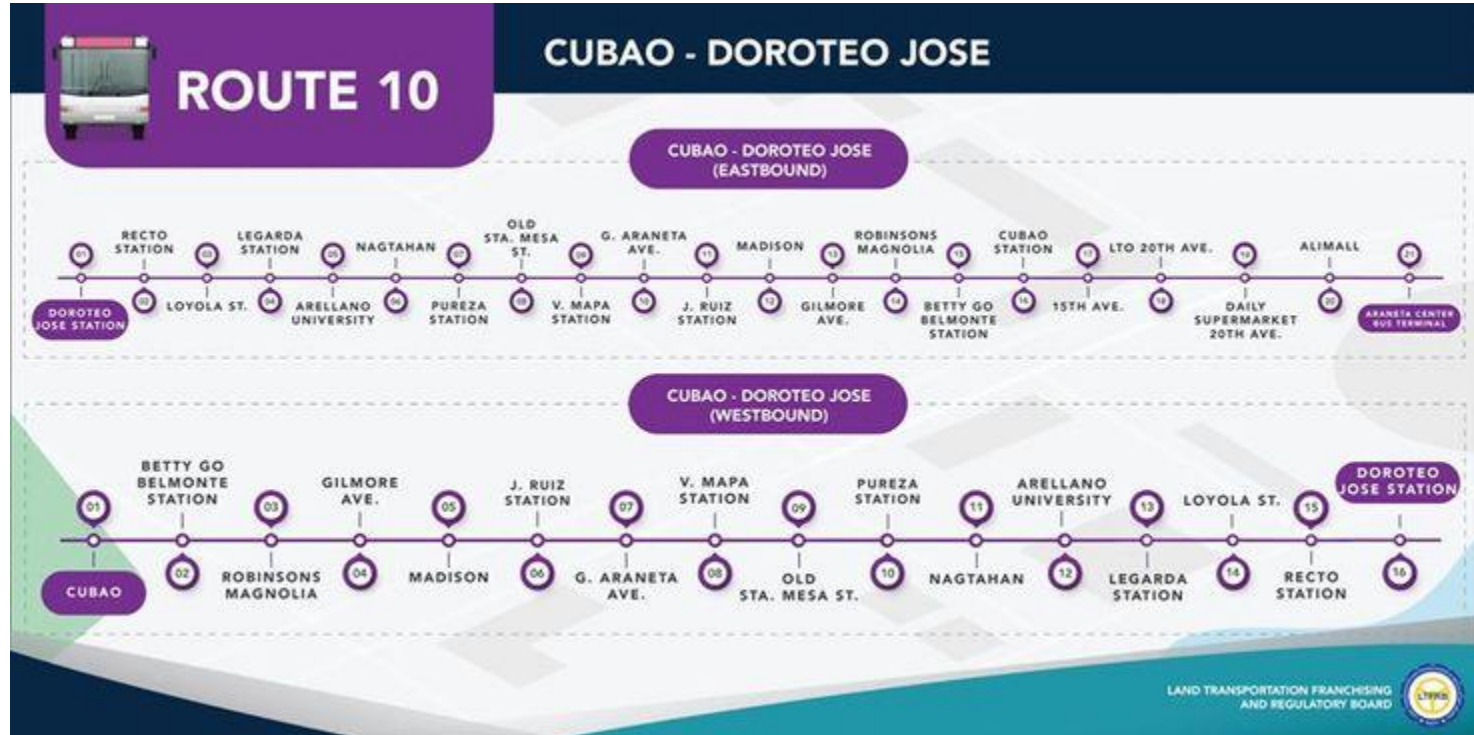 ROUTE 10
CUBAO - DOROTEO JOSE
CUBAO - DOROTEO JOSE
(EASTBOUND)
01
DOROTEO
JOSE STATION
RECTO
STATION
02
03
LOYOLA ST.
LEGARDA
STATION
04
05
ARELLANO
UNIVERSITY
NAGTAHAN
06
07
PUREZA
STATION
OLD
STA. MESA
ST.
08
09
V. MAPA
STATION
G. ARANETA
AVE.
10
11
J. RUIZ
STATION
MADISON
12
13
GILMORE
AVE.
ROBINSONS
MAGNOLIA
14
15
BETTY GO
BELMONTE
STATION
CUBAO
STATION
16
17
15TH AVE.
LTO 20TH AVE.
18
19
DAILY
SUPERMARKET
20TH AVE.
ALIMALL
20
21
ARANETA CENTER
BUS TERMINAL
CUBAO - DOROTEO JOSE
(WESTBOUND)
01
CUBAO
BETTY GO
BELMONTE
STATION
02
03
ROBINSONS
MAGNOLIA
GILMORE
AVE.
04
05
MADISON
J. RUIZ
STATION
06
07
G. ARANETA
AVE.
V. MAPA
STATION
08
09
OLD
STA. MESA ST.
PUREZA
STATION
10
11
NAGTAHAN
ARELLANO
UNIVERSITY
12
13
LEGARDA
STATION
LOYOLA ST.
14
15
RECTO
STATION
DOROTEO
JOSE STATION
16
LAND TRANSPORTATION FRANCHISING
AND REGULATORY BOARD
LTFRB